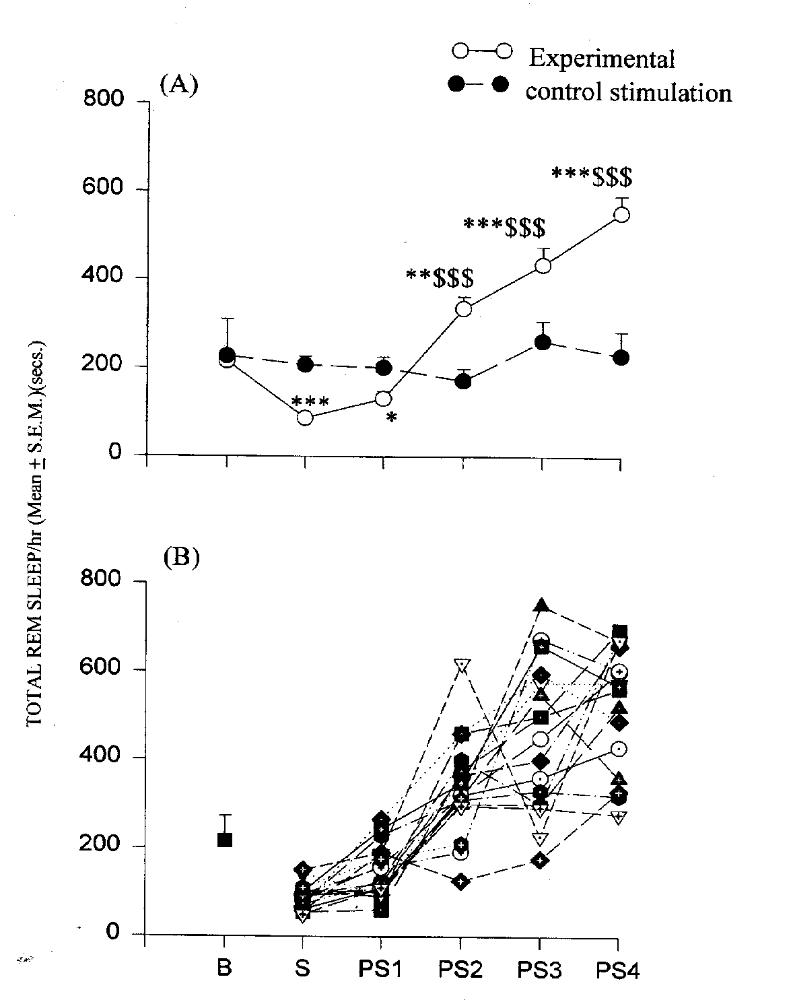 Experimental
control stimulation
(A)
800
600
400
200
0
***$$$
***$$$
**$$$
***
*
TOTAL REM SLEEP/hr (Mean ± S.E.M.)(secs.)
(B)
800
600
400
200
0
B S PS1 PS2 PS3 PS4